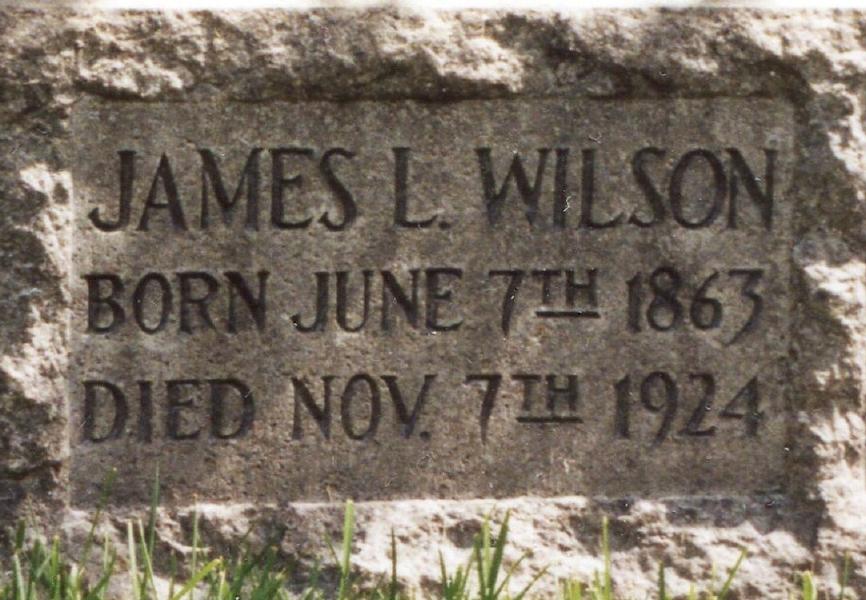 JAMES L. WILSON
BORN JUNE 7TH 1863
DIED NOV. 7TH 1924